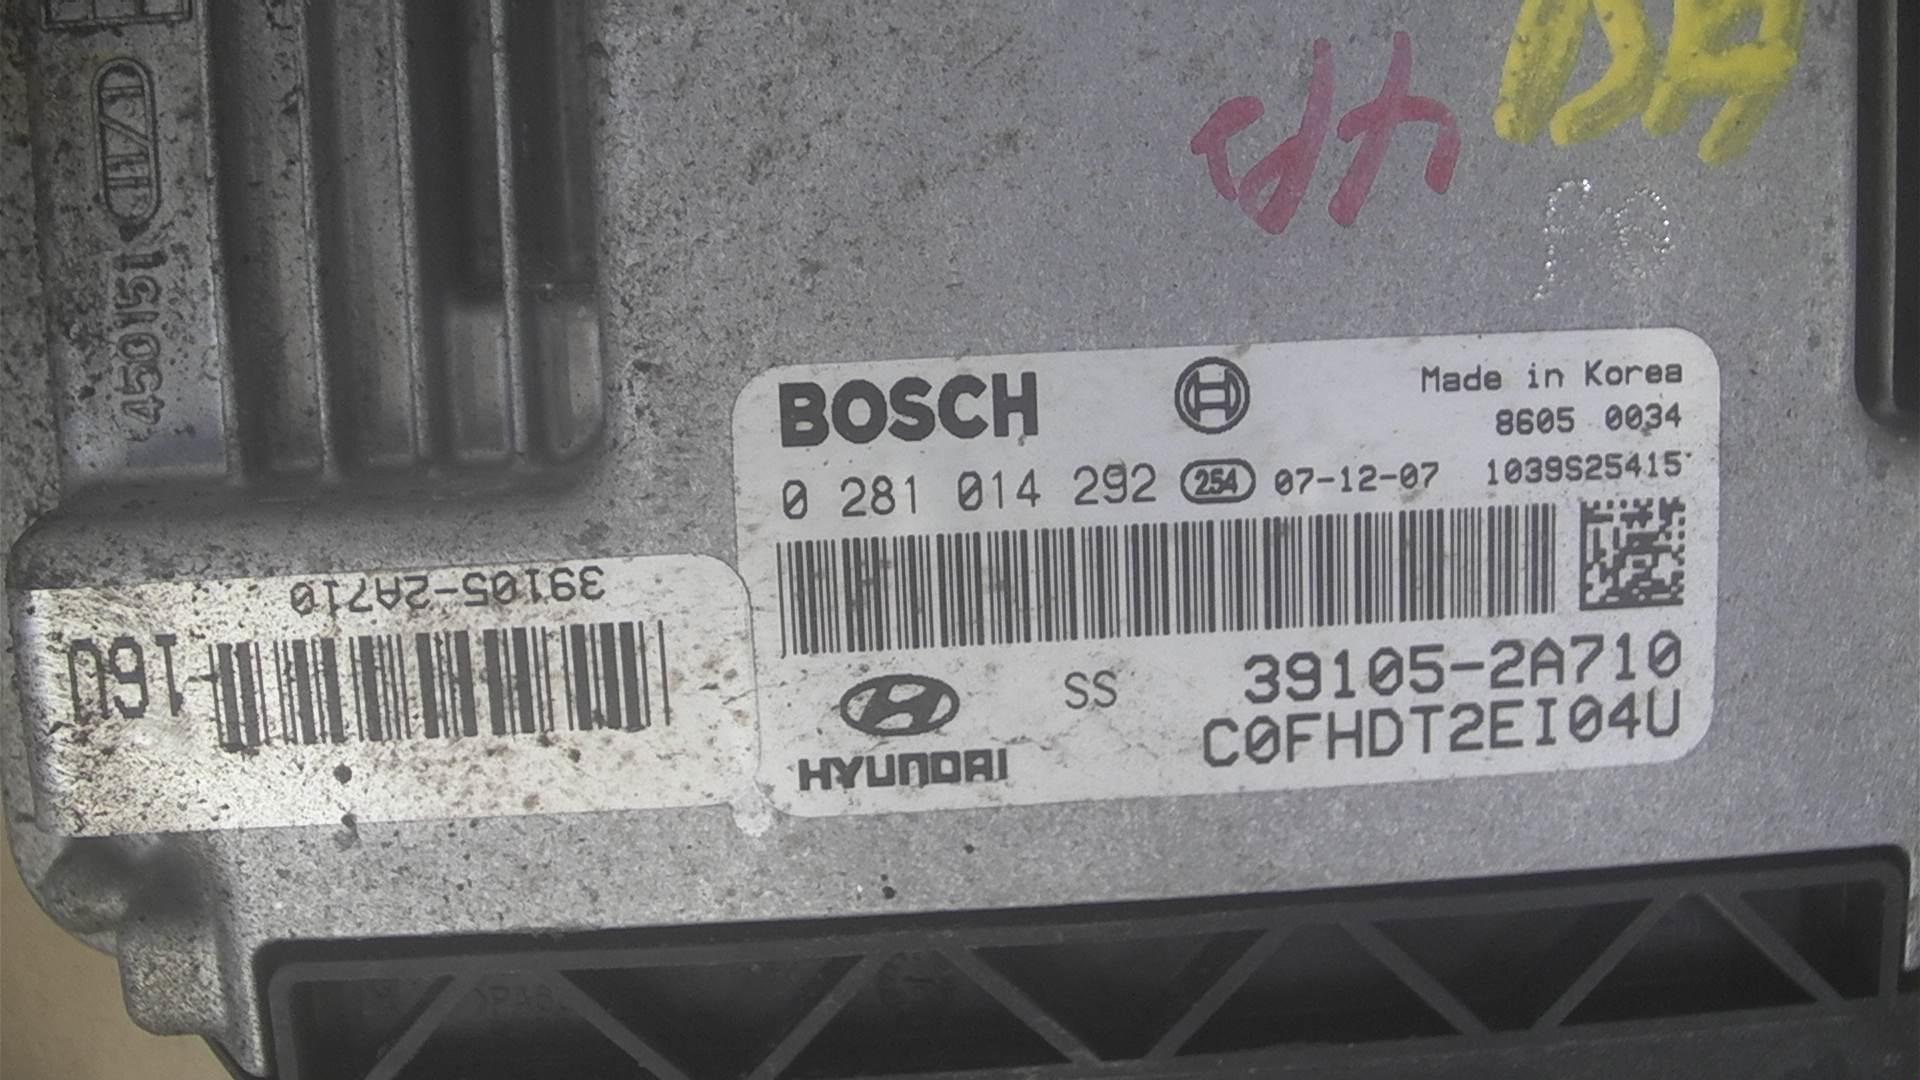 450151
BOSCH
Made in Korea
8605 0034
0 281 014 292 254 07-12-07 1039S25415
39105-2A710
16U
39105-2A710
SS
C0FHDT2EI04U
HYUNDAI